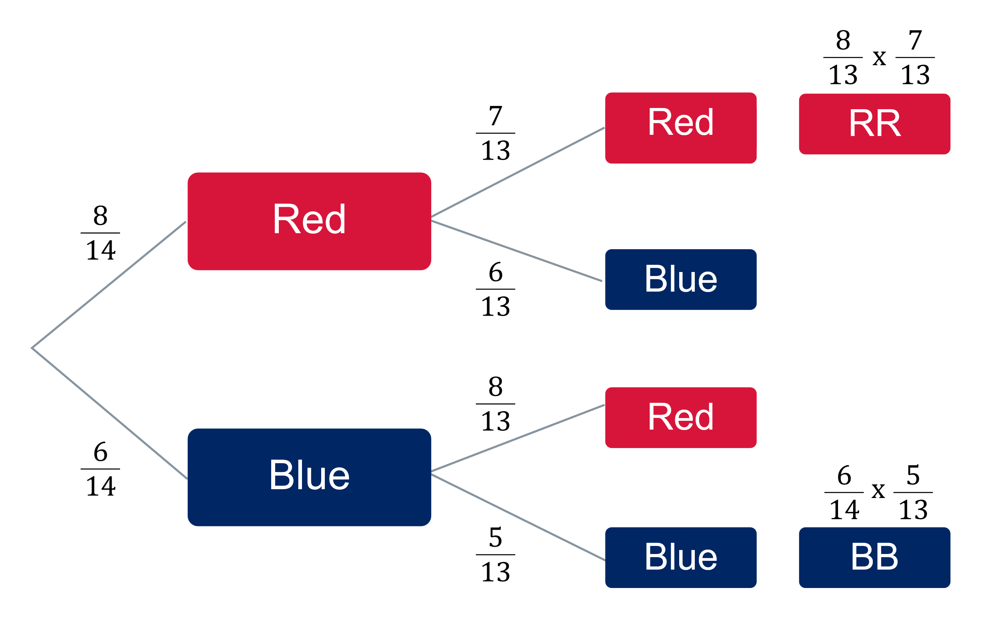 8/13 x 7/13
7/13
Red
RR
8/14
Red
6/13
Blue
8/13
Red
6/14
Blue
6/14 x 5/13
5/13
Blue
BB